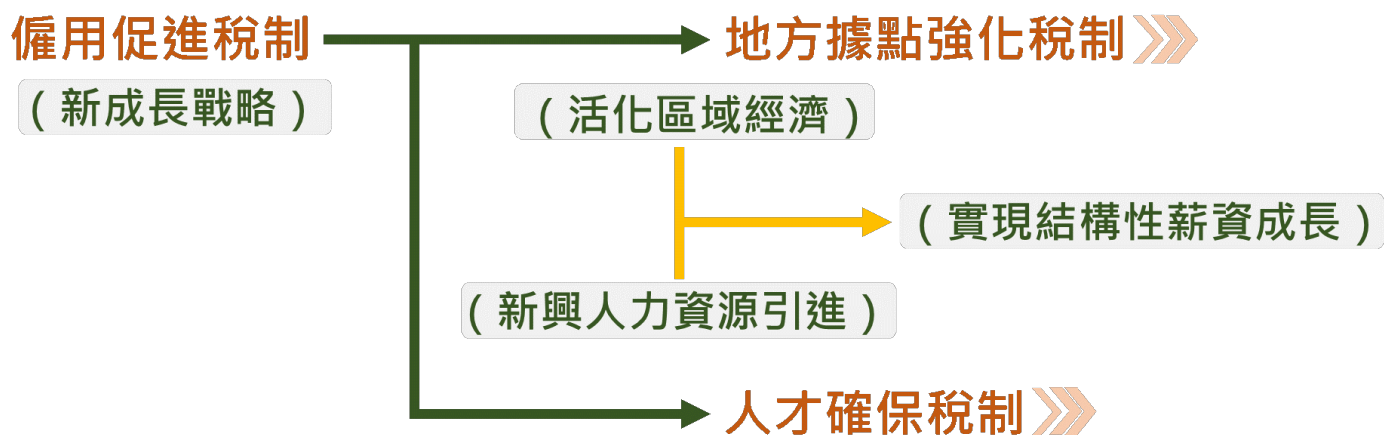 僱用促進稅制
地方據點強化稅制
(新成長戰略)
(活化區域經濟)
(實現結構性薪資成長)
(新興人力資源引進)
人才確保稅制